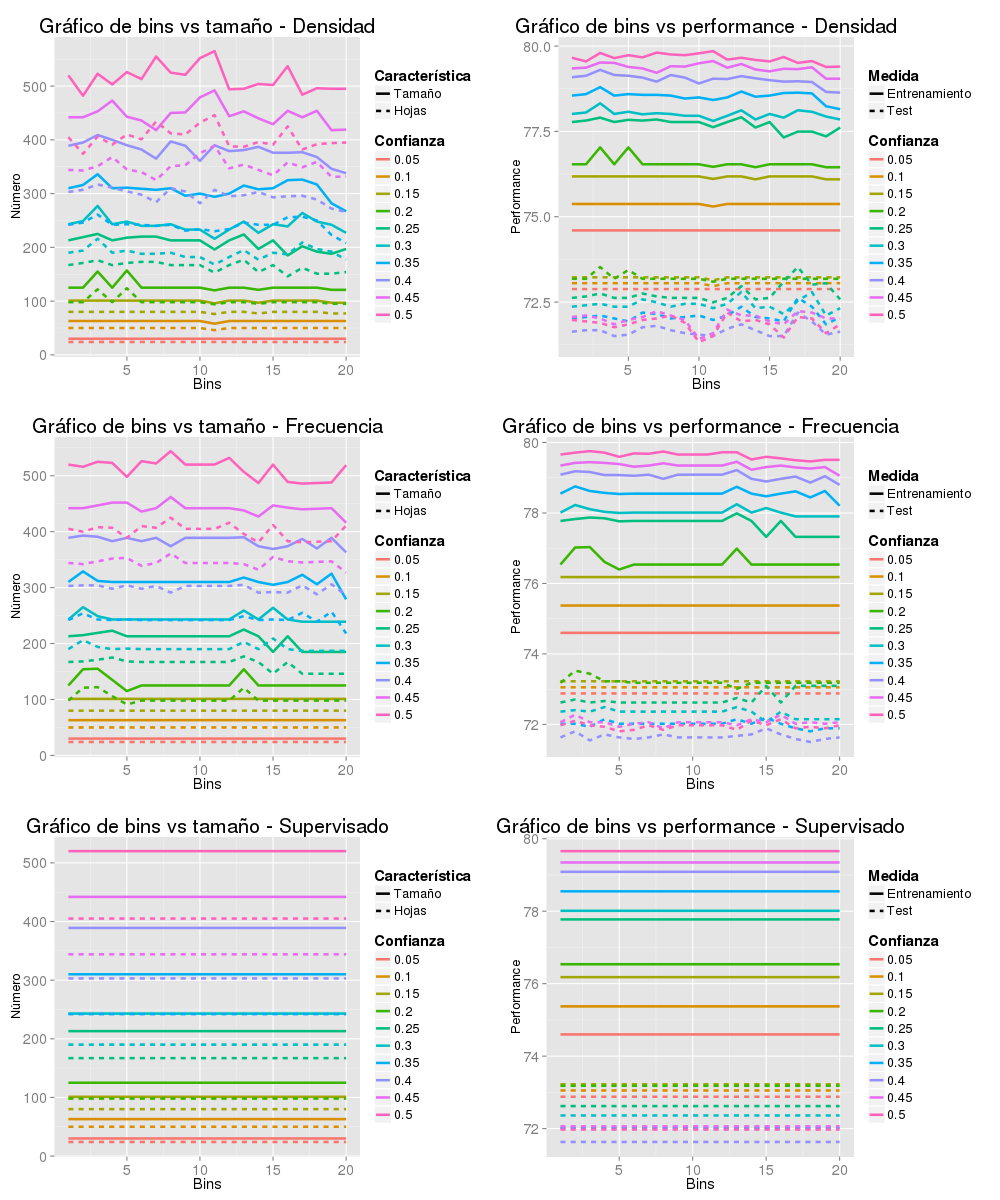 Gráfico de bins vs tamaño - Densidad
Número
500
400
300
200
100
0
5
10
15
20
Bins
Característica
Tamaño
Hojas
Confianza
0.05
0.1
0.15
0.2
0.25
0.3
0.35
0.4
0.45
0.5
Gráfico de bins vs performance - Densidad
Performance
80.0
77.5
75.0
72.5
5
10
15
20
Bins
Medida
Entrenamiento
Test
Confianza
0.05
0.1
0.15
0.2
0.25
0.3
0.35
0.4
0.45
0.5
Gráfico de bins vs tamaño - Frecuencia
Número
500
400
300
200
100
0
5
10
15
20
Bins
Característica
Tamaño
Hojas
Confianza
0.05
0.1
0.15
0.2
0.25
0.3
0.35
0.4
0.45
0.5
Gráfico de bins vs performance - Frecuencia
Performance
80
78
76
74
72
5
10
15
20
Bins
Medida
Entrenamiento
Test
Confianza
0.05
0.1
0.15
0.2
0.25
0.3
0.35
0.4
0.45
0.5
Gráfico de bins vs tamaño - Supervisado
Número
500
400
300
200
100
0
5
10
15
20
Bins
Característica
Tamaño
Hojas
Confianza
0.05
0.1
0.15
0.2
0.25
0.3
0.35
0.4
0.45
0.5
Gráfico de bins vs performance - Supervisado
Performance
80
78
76
74
72
5
10
15
20
Bins
Medida
Entrenamiento
Test
Confianza
0.05
0.1
0.15
0.2
0.25
0.3
0.35
0.4
0.45
0.5